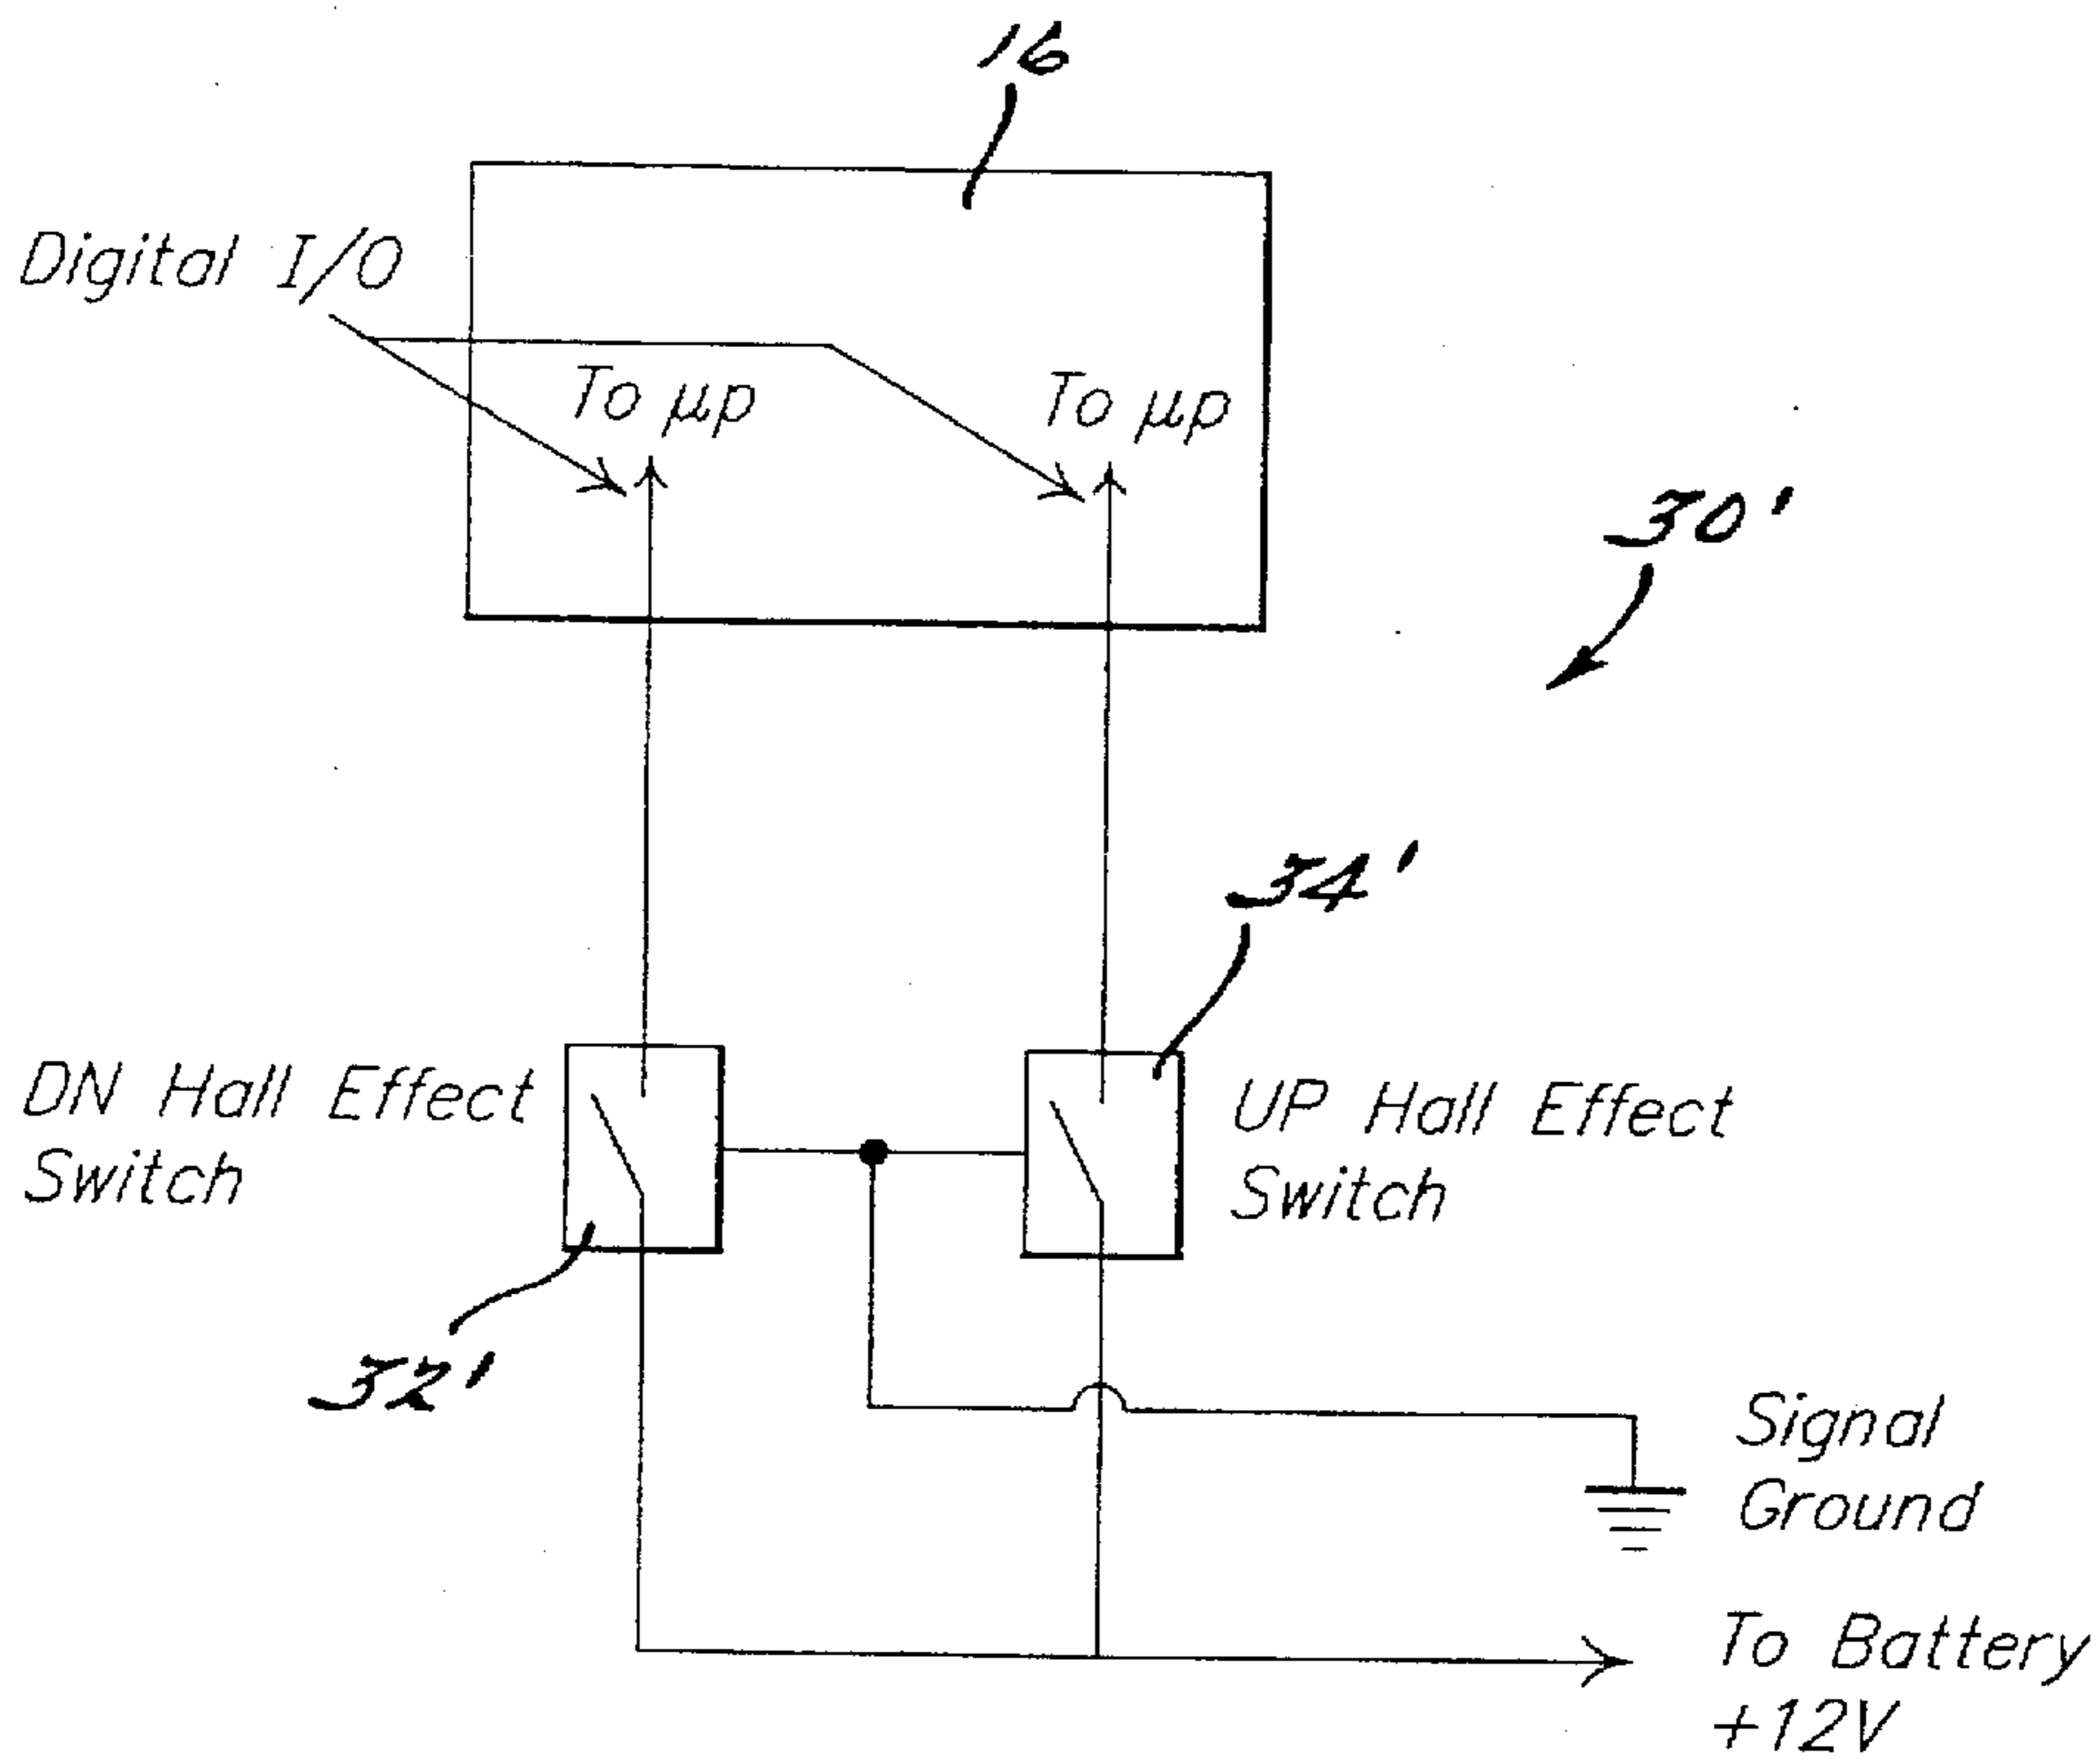 16
Digital I/O
To μp
To μp
30'
34'
DN Hall Effect
Switch
UP Hall Effect
Switch
32'
Signal
Ground
To Battery
+12V